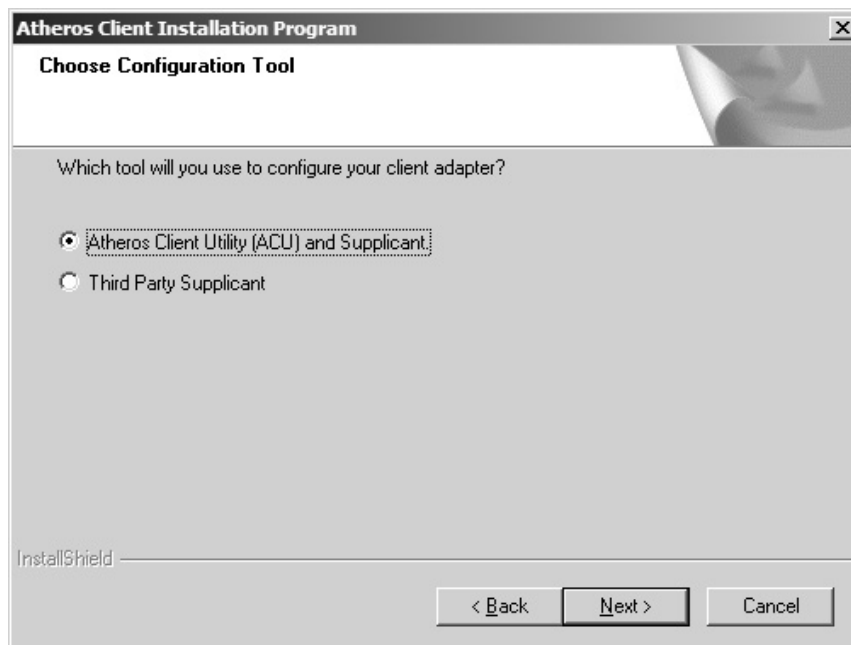 Atheros Client Installation Program
Choose Configuration Tool
Which tool will you use to configure your client adapter?
Atheros Client Utility (ACU) and Supplicant.
Third Party Supplicant
InstallShield
< Back Next > Cancel